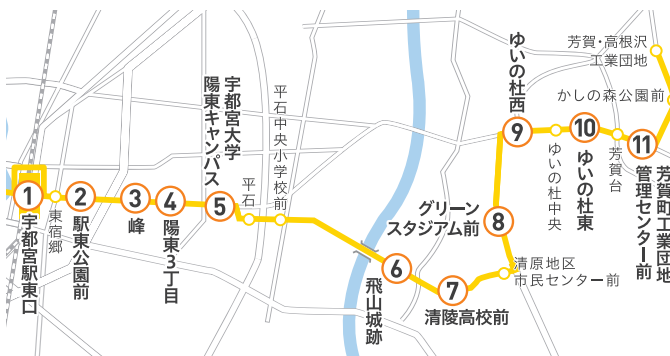 1
宇都宮駅東口
東宿郷
2
駅東公園前
3
峰
4
陽東3丁目
5
宇都宮大学
陽東キャンパス
平石
平石中央小学校前
6
飛山城跡
7
清陵高校前
清原地区
市民センター前
8
グリーン
スタジアム前
9
ゆいの杜西
ゆいの杜中央
10
ゆいの杜東
芳賀台
11
芳賀町工業団地
管理センター前
かしの森公園前
芳賀・高根沢
工業団地